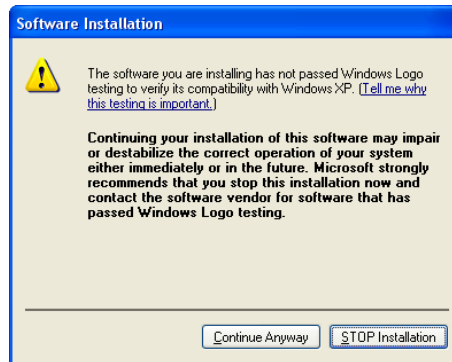 Software Installation
The software you are installing has not passed Windows Logo
testing to verify its compatibility with Windows XP. (Tell me why
this testing is important.)
Continuing your installation of this software may impair
or destabilize the correct operation of your system
either immediately or in the future. Microsoft strongly
recommends that you stop this installation now and
contact the software vendor for software that has
passed Windows Logo testing.
Continue Anyway STOP Installation